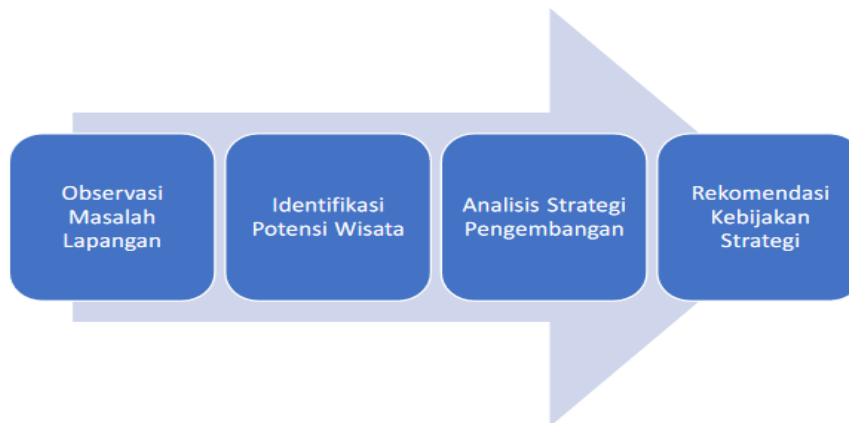 Observasi
Masalah
Lapangan
Identifikasi
Potensi Wisata
Analisis Strategi
Pengembangan
Rekomendasi
Kebijakan
Strategi